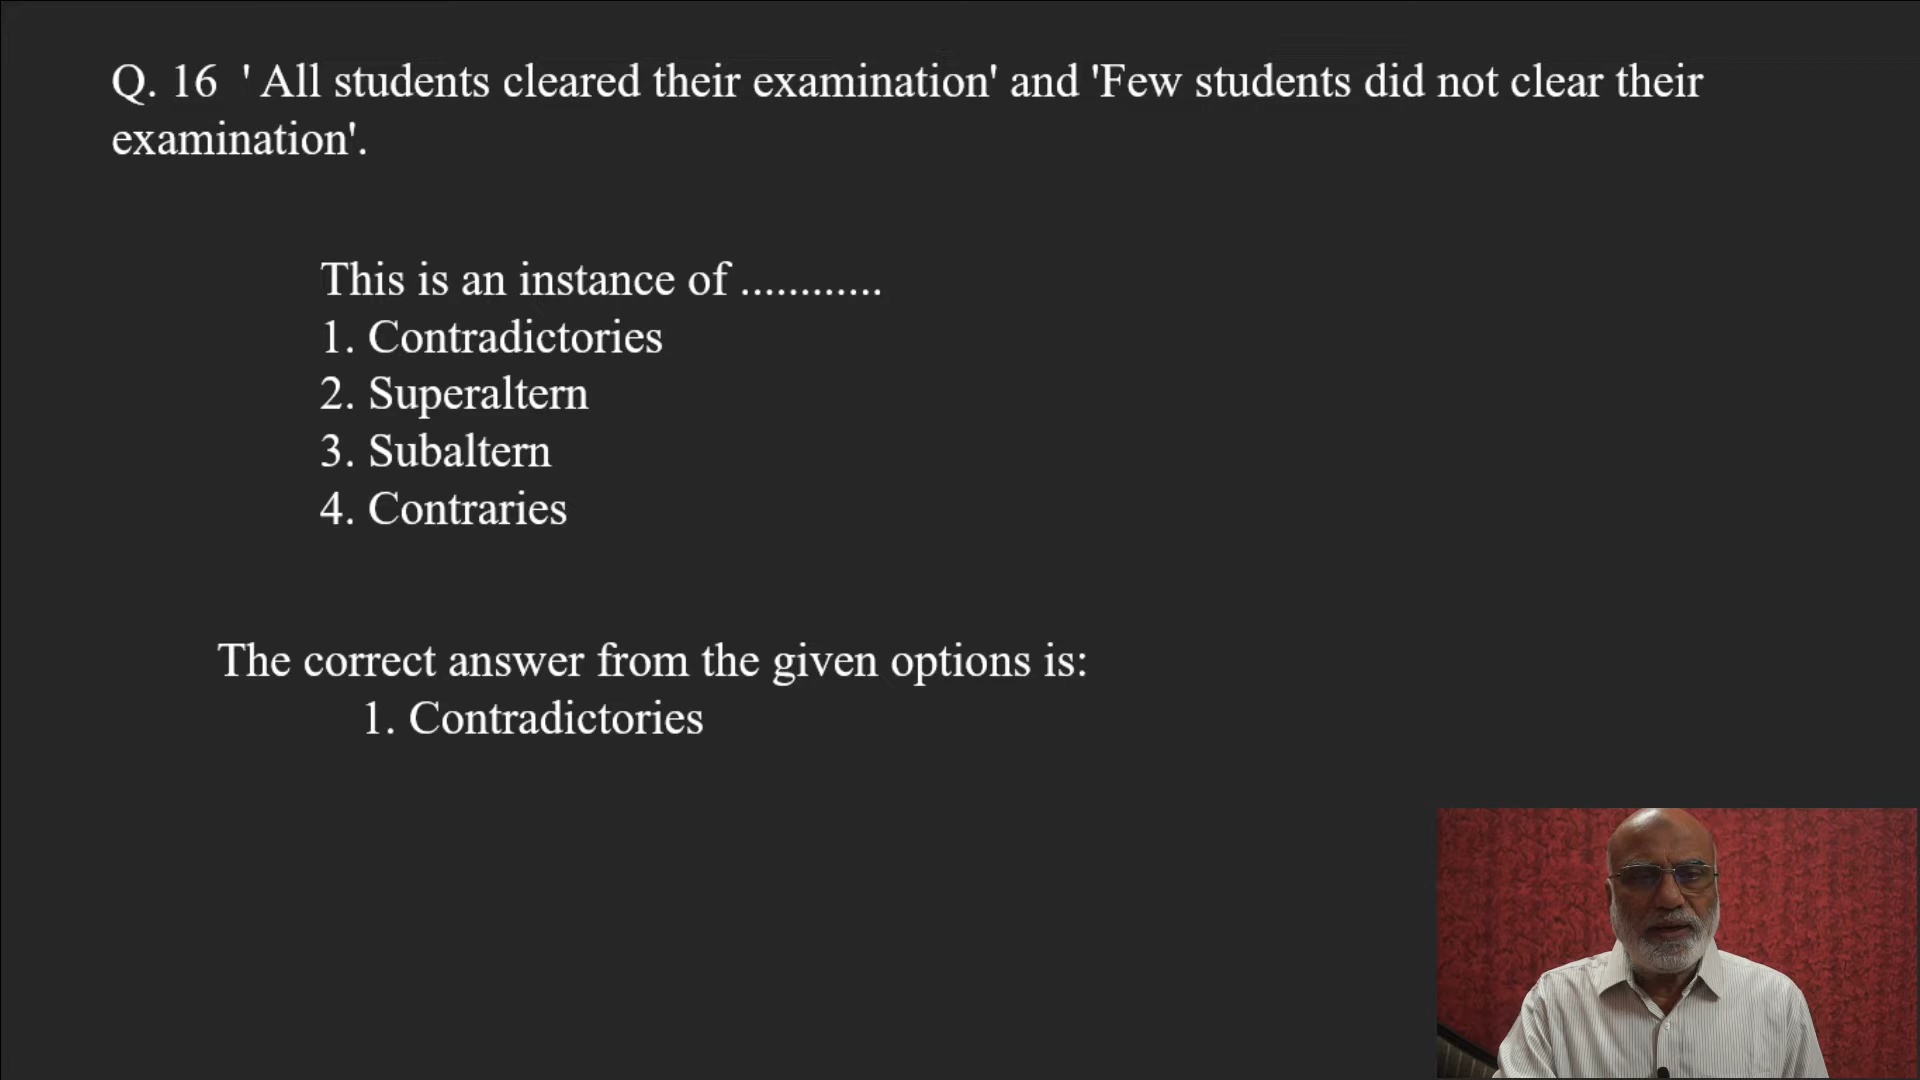 Q. 16 ' All students cleared their examination' and 'Few students did not clear their
examination'.
This is an instance of ............
1. Contradictories
2. Superaltern
3. Subaltern
4. Contraries
The correct answer from the given options is:
1. Contradictories